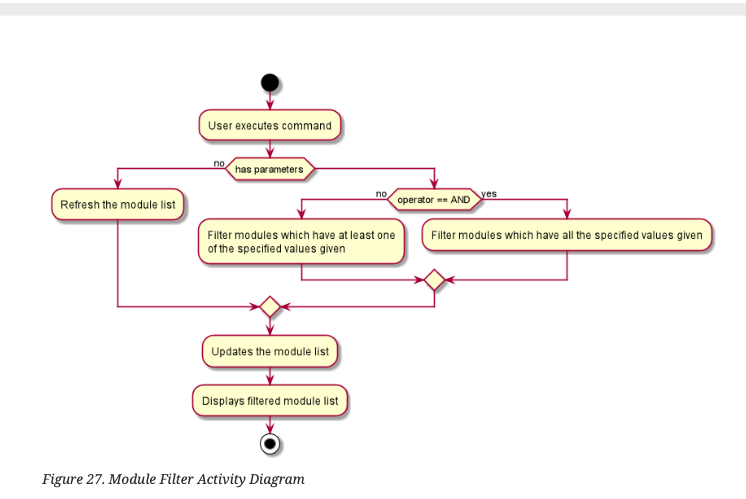 User executes command
no
has parameters
Refresh the module list
no
operator == AND
yes
Filter modules which have at least one
of the specified values given
Filter modules which have all the specified values given
Updates the module list
Displays filtered module list
Figure 27. Module Filter Activity Diagram